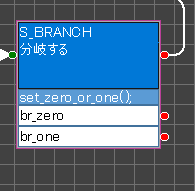 S_BRANCH
分岐する
set_zero_or_one();
br_zero
br_one